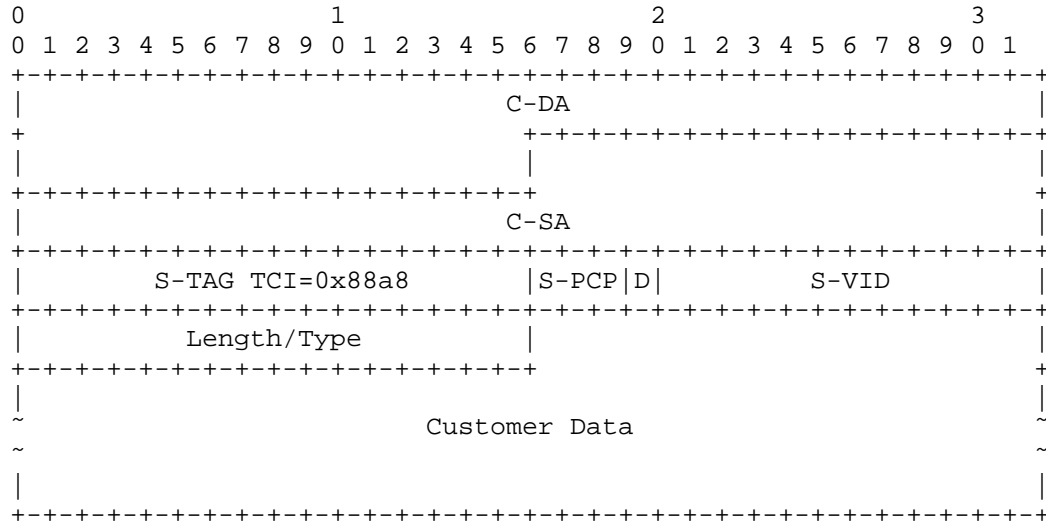 0                   1                   2                   3
0 1 2 3 4 5 6 7 8 9 0 1 2 3 4 5 6 7 8 9 0 1 2 3 4 5 6 7 8 9 0 1
+-+-+-+-+-+-+-+-+-+-+-+-+-+-+-+-+-+-+-+-+-+-+-+-+-+-+-+-+-+-+-+-+
|                              C-DA                             |
+                               +-+-+-+-+-+-+-+-+-+-+-+-+-+-+-+-+
|                               |                               |
+-+-+-+-+-+-+-+-+-+-+-+-+-+-+-+-+                               +
|                              C-SA                             |
+-+-+-+-+-+-+-+-+-+-+-+-+-+-+-+-+-+-+-+-+-+-+-+-+-+-+-+-+-+-+-+-+
|        S-TAG TCI=0x88a8       |S-PCP|D|         S-VID         |
+-+-+-+-+-+-+-+-+-+-+-+-+-+-+-+-+-+-+-+-+-+-+-+-+-+-+-+-+-+-+-+-+
|          Length/Type          |                               |
+-+-+-+-+-+-+-+-+-+-+-+-+-+-+-+-+                               +
|                                                               |
~                         Customer Data                         ~
~                                                               ~
|                                                               |
+-+-+-+-+-+-+-+-+-+-+-+-+-+-+-+-+-+-+-+-+-+-+-+-+-+-+-+-+-+-+-+-+